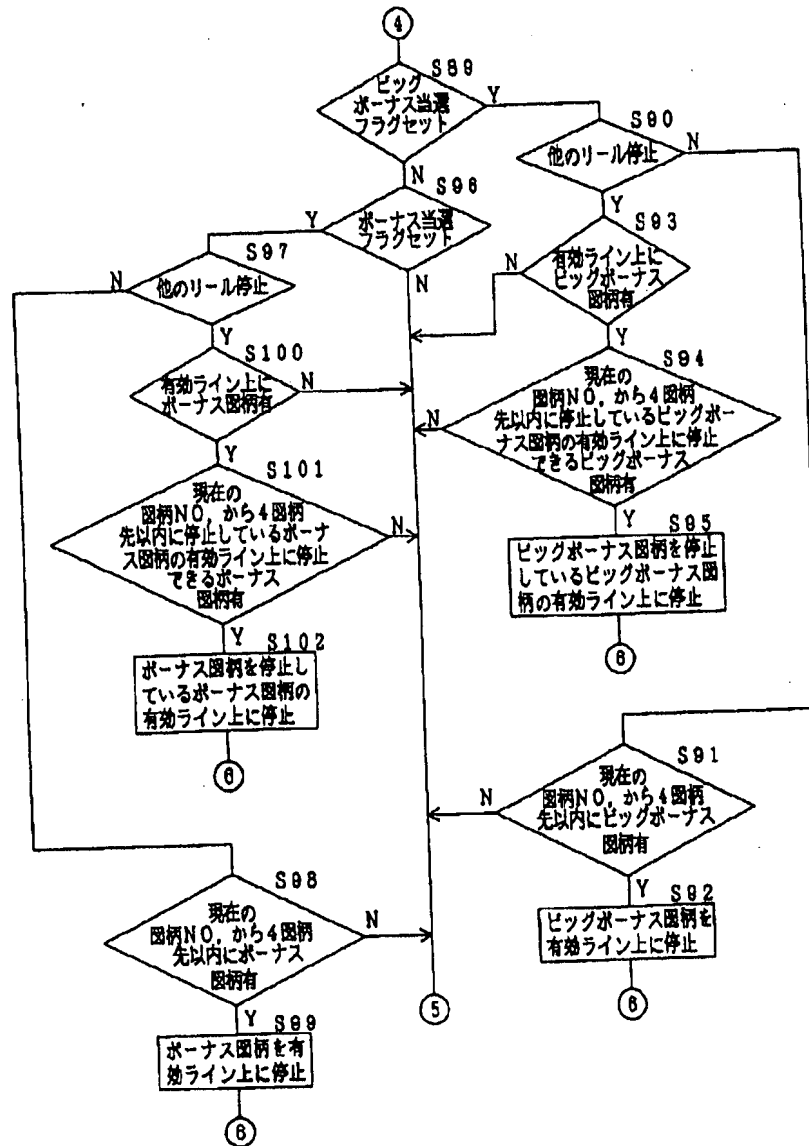 ④
S89
ビッグ
ボーナス当選
フラグセット
Y
N
S90
他のリール停止
N
Y
S96
ボーナス当選
フラグセット
Y
N
S93
有効ライン上に
ビッグボーナス
図柄有
N
Y
S97
他のリール停止
N
Y
S100
有効ライン上に
ボーナス図柄有
N
Y
S94
現在の
図柄NO.から4図柄
先以内に停止しているビッグボー
ナス図柄の有効ライン上に停止
できるビッグボーナス
図柄有
N
Y
S101
現在の
図柄NO.から4図柄
先以内に停止しているボーナ
ス図柄の有効ライン上に停止
できるボーナス
図柄有
N
Y
S95
ビッグボーナス図柄を停止
しているビッグボーナス図
柄の有効ライン上に停止
⑥
S102
ボーナス図柄を停止し
ているボーナス図柄の
有効ライン上に停止
⑥
S91
現在の
図柄NO.から4図柄
先以内にビッグボーナス
図柄有
N
Y
S92
ビッグボーナス図柄を
有効ライン上に停止
⑥
S98
現在の
図柄NO.から4図柄
先以内にボーナス
図柄有
N
Y
S99
ボーナス図柄を有
効ライン上に停止
⑥
⑤